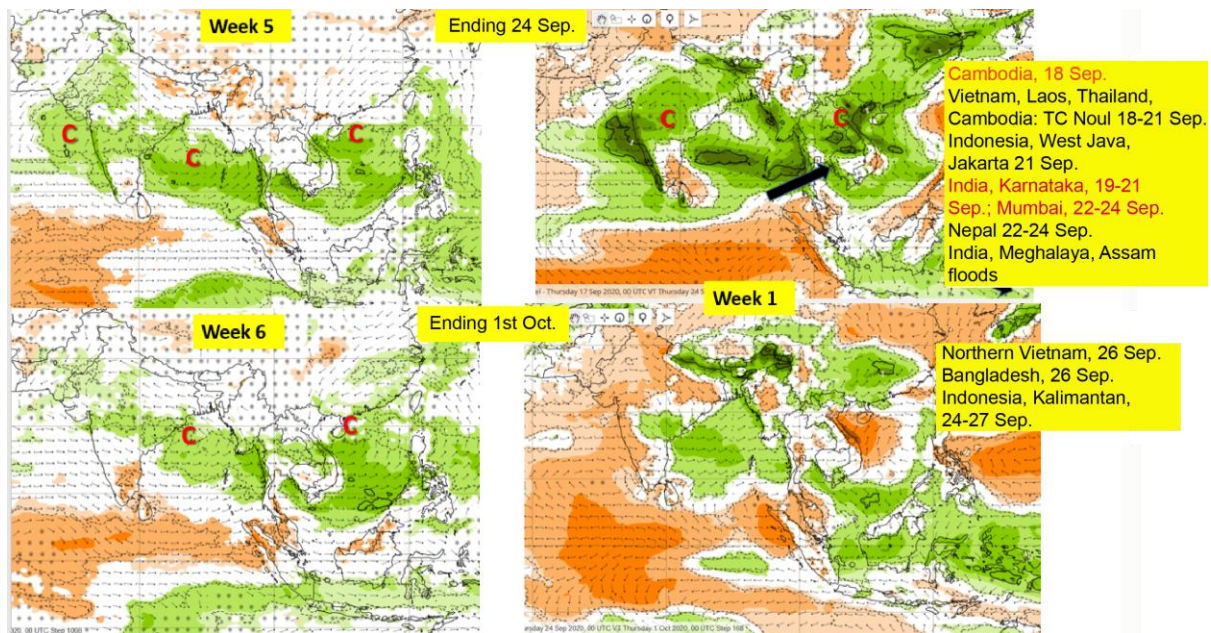 Week 5
Ending 24 Sep.
C
C
C
C
C
Cambodia, 18 Sep.
Vietnam, Laos, Thailand,
Cambodia: TC Noul 18-21 Sep.
Indonesia, West Java,
Jakarta 21 Sep.
India, Karnataka, 19-21
Sep.; Mumbai, 22-24 Sep.
Nepal 22-24 Sep.
India, Meghalaya, Assam
floods
Thursday 17 Sep 2020, 00 UTC VT Thursday 24 S
Week 1
Week 6
Ending 1st Oct.
C
C
Northern Vietnam, 26 Sep.
Bangladesh, 26 Sep.
Indonesia, Kalimantan,
24-27 Sep.
020, 00 UTC Step 1008
24 Sep 2020, 00 UTC VT Thursday 1 Oct 2020, 00 UTC Step 168